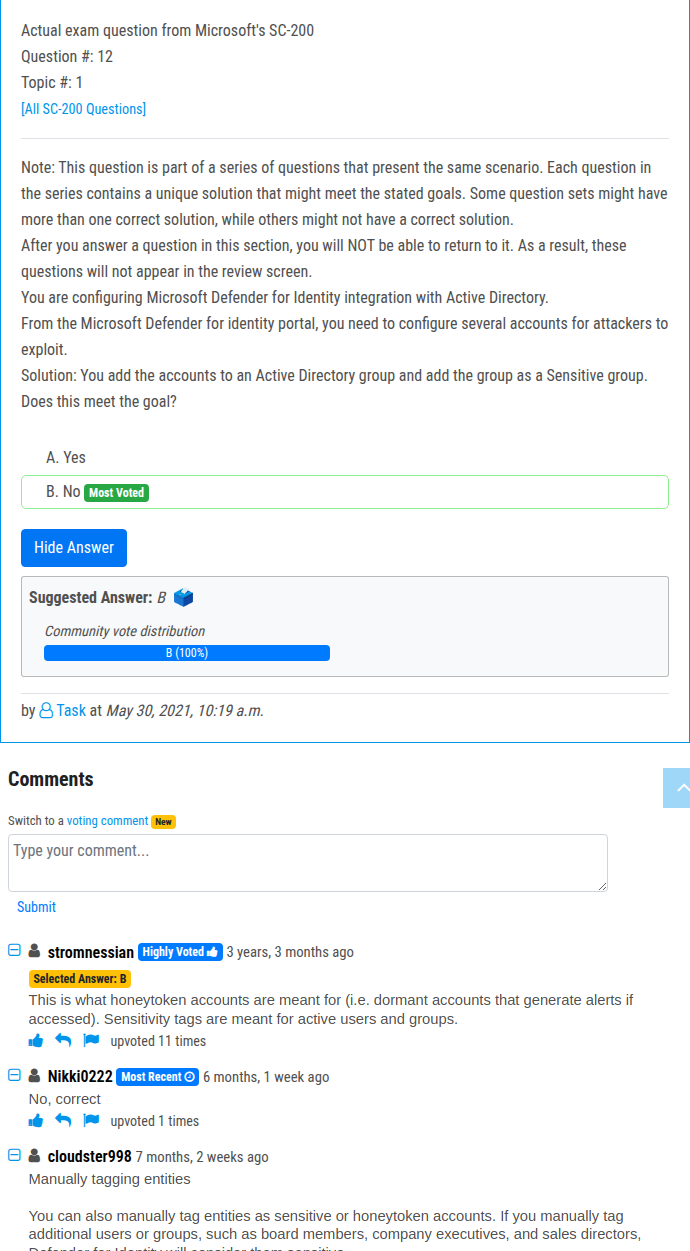 Actual exam question from Microsoft's SC-200
Question #: 12
Topic #: 1
[All SC-200 Questions]
Note: This question is part of a series of questions that present the same scenario. Each question in
the series contains a unique solution that might meet the stated goals. Some question sets might have
more than one correct solution, while others might not have a correct solution.
After you answer a question in this section, you will NOT be able to return to it. As a result, these
questions will not appear in the review screen.
You are configuring Microsoft Defender for Identity integration with Active Directory.
From the Microsoft Defender for identity portal, you need to configure several accounts for attackers to
exploit.
Solution: You add the accounts to an Active Directory group and add the group as a Sensitive group.
Does this meet the goal?
A. Yes
B. No Most Voted
Hide Answer
Suggested Answer: B
Community vote distribution
B (100%)
by Task at May 30, 2021, 10:19 a.m.
Comments
Switch to a voting comment New
Type your comment...
Submit
stromnessian Highly Voted 3 years, 3 months ago
Selected Answer: B
This is what honeytoken accounts are meant for (i.e. dormant accounts that generate alerts if
accessed). Sensitivity tags are meant for active users and groups.
upvoted 11 times
Nikki0222 Most Recent 6 months, 1 week ago
No, correct
upvoted 1 times
cloudster998 7 months, 2 weeks ago
Manually tagging entities
You can also manually tag entities as sensitive or honeytoken accounts. If you manually tag
additional users or groups, such as board members, company executives, and sales directors,
Defender for Identity will consider them sensitive